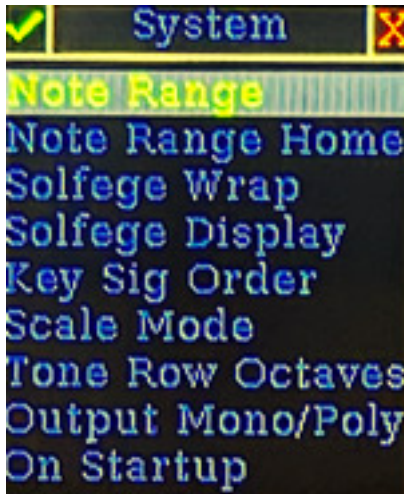 System X
Note Range
Note Range Home
Solfege Wrap
Solfege Display
Key Sig Order
Scale Mode
Tone Row Octaves
Output Mono/Poly
On Startup